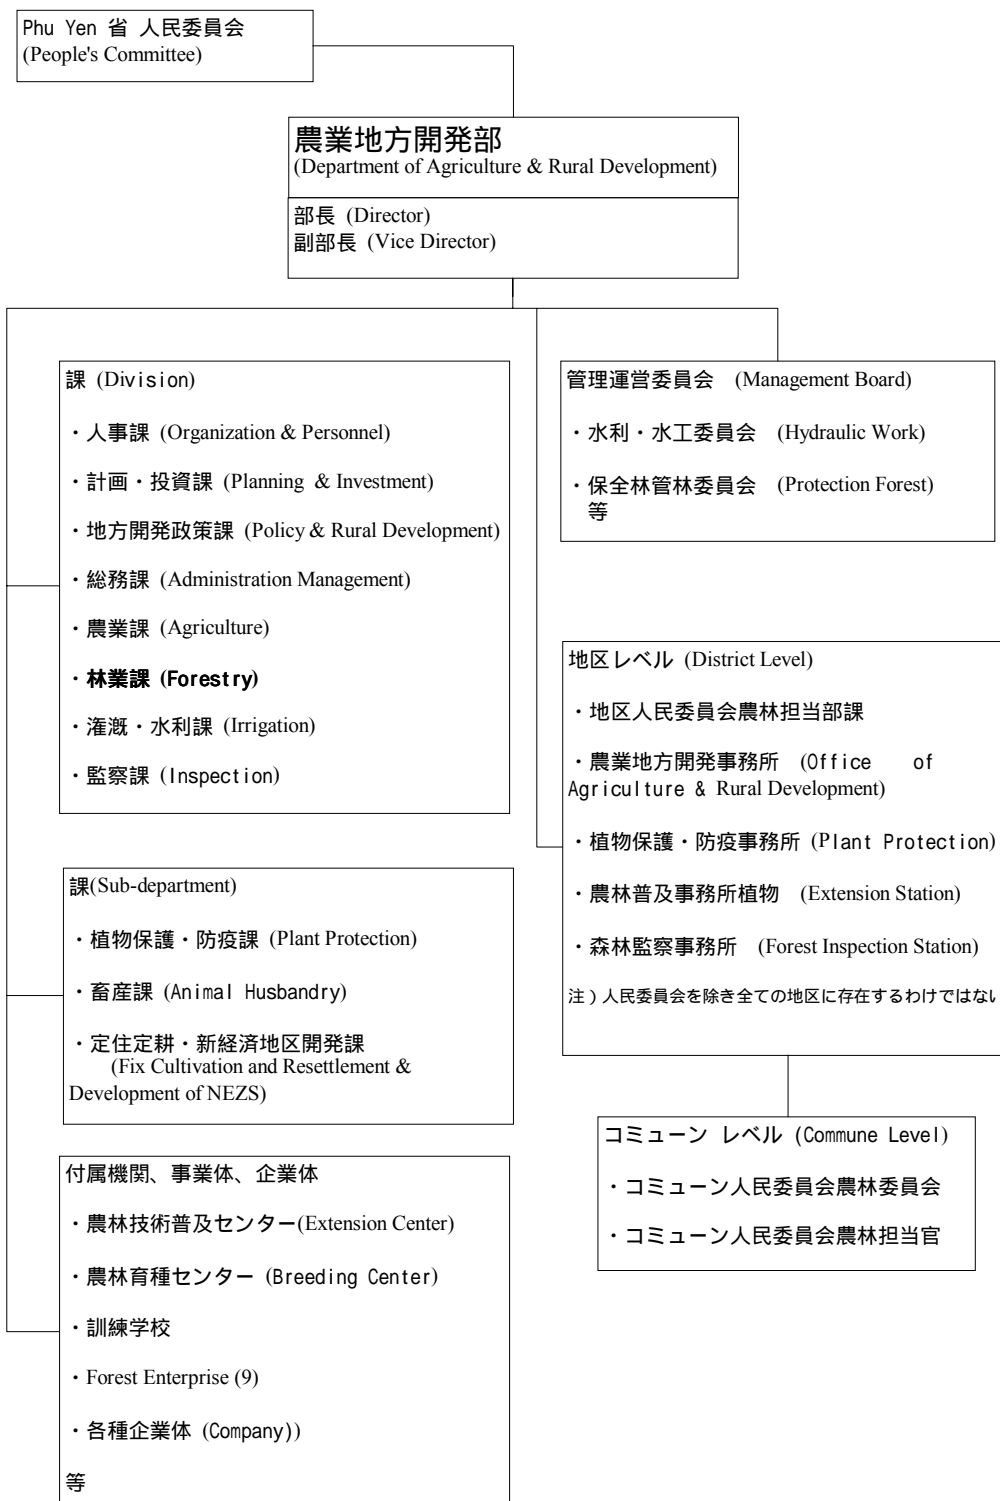 Phu Yen 省 人民委員会
(People's Committee)
農業地方開発部
(Department of Agriculture & Rural Development)
部長 (Director)
副部長 (Vice Director)
課 (Division)
・人事課 (Organization & Personnel)
・計画・投資課 (Planning & Investment)
・地方開発政策課 (Policy & Rural Development)
・総務課 (Administration Management)
・農業課 (Agriculture)
・林業課 (Forestry)
・潅漑・水利課 (Irrigation)
・監察課 (Inspection)
課(Sub-department)
・植物保護・防疫課 (Plant Protection)
・畜産課 (Animal Husbandry)
・定住定耕・新経済地区開発課
(Fix Cultivation and Resettlement &
Development of NEZS)
付属機関、事業体、企業体
・農林技術普及センター(Extension Center)
・農林育種センター (Breeding Center)
・訓練学校
・Forest Enterprise (9)
・各種企業体 (Company))
等
管理運営委員会 (Management Board)
・水利・水工委員会 (Hydraulic Work)
・保全林管林委員会 (Protection Forest)
等
地区レベル (District Level)
・地区人民委員会農林担当部課
・農業地方開発事務所 (Office of
Agriculture & Rural Development)
・植物保護・防疫事務所 (Plant Protection)
・農林普及事務所植物 (Extension Station)
・森林監察事務所 (Forest Inspection Station)
注）人民委員会を除き全ての地区に存在するわけではない
コミューン レベル (Commune Level)
・コミューン人民委員会農林委員会
・コミューン人民委員会農林担当官